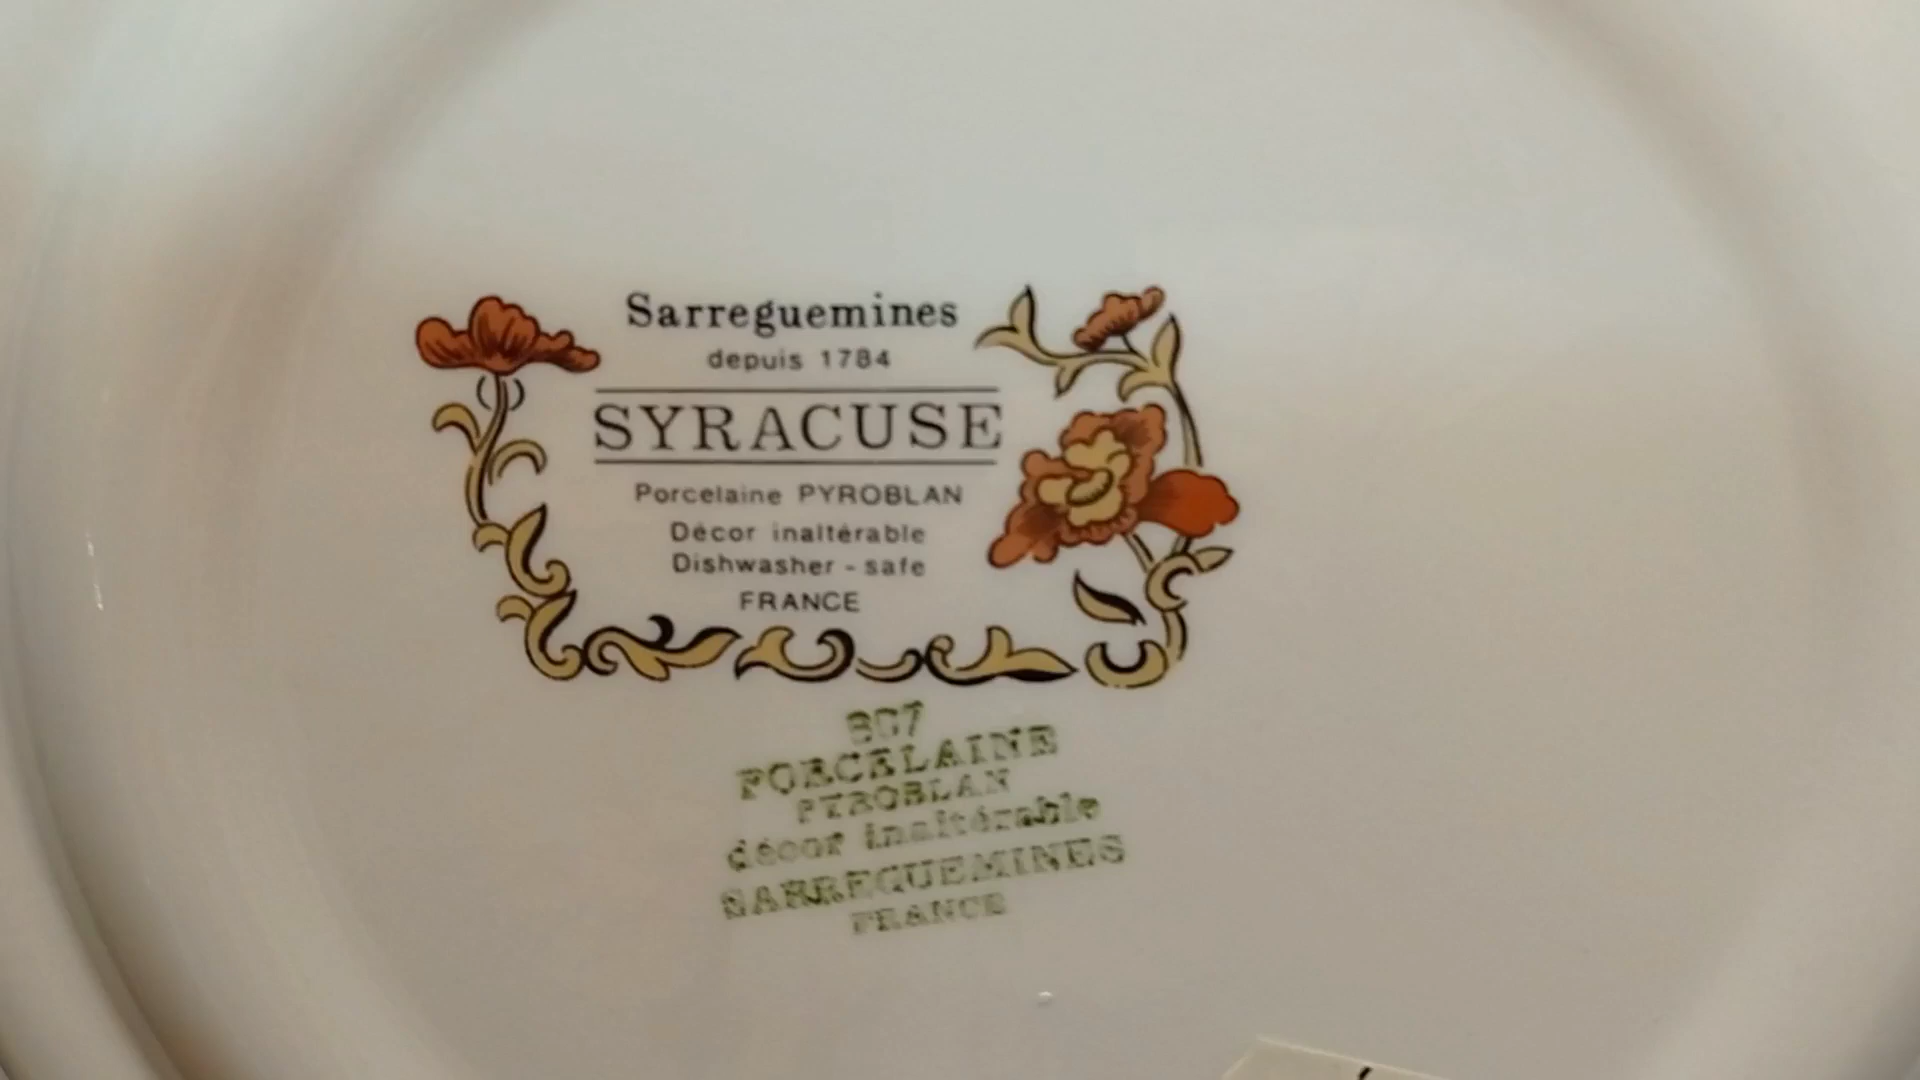 Sarreguemines
depuis 1784
SYRACUSE
Porcelaine PYROBLAN
Décor inaltérable
Dishwasher - safe
FRANCE
PORCELAINE
PYROBLAN
décor inaltérable
SARREGUEMINES
FRANCE